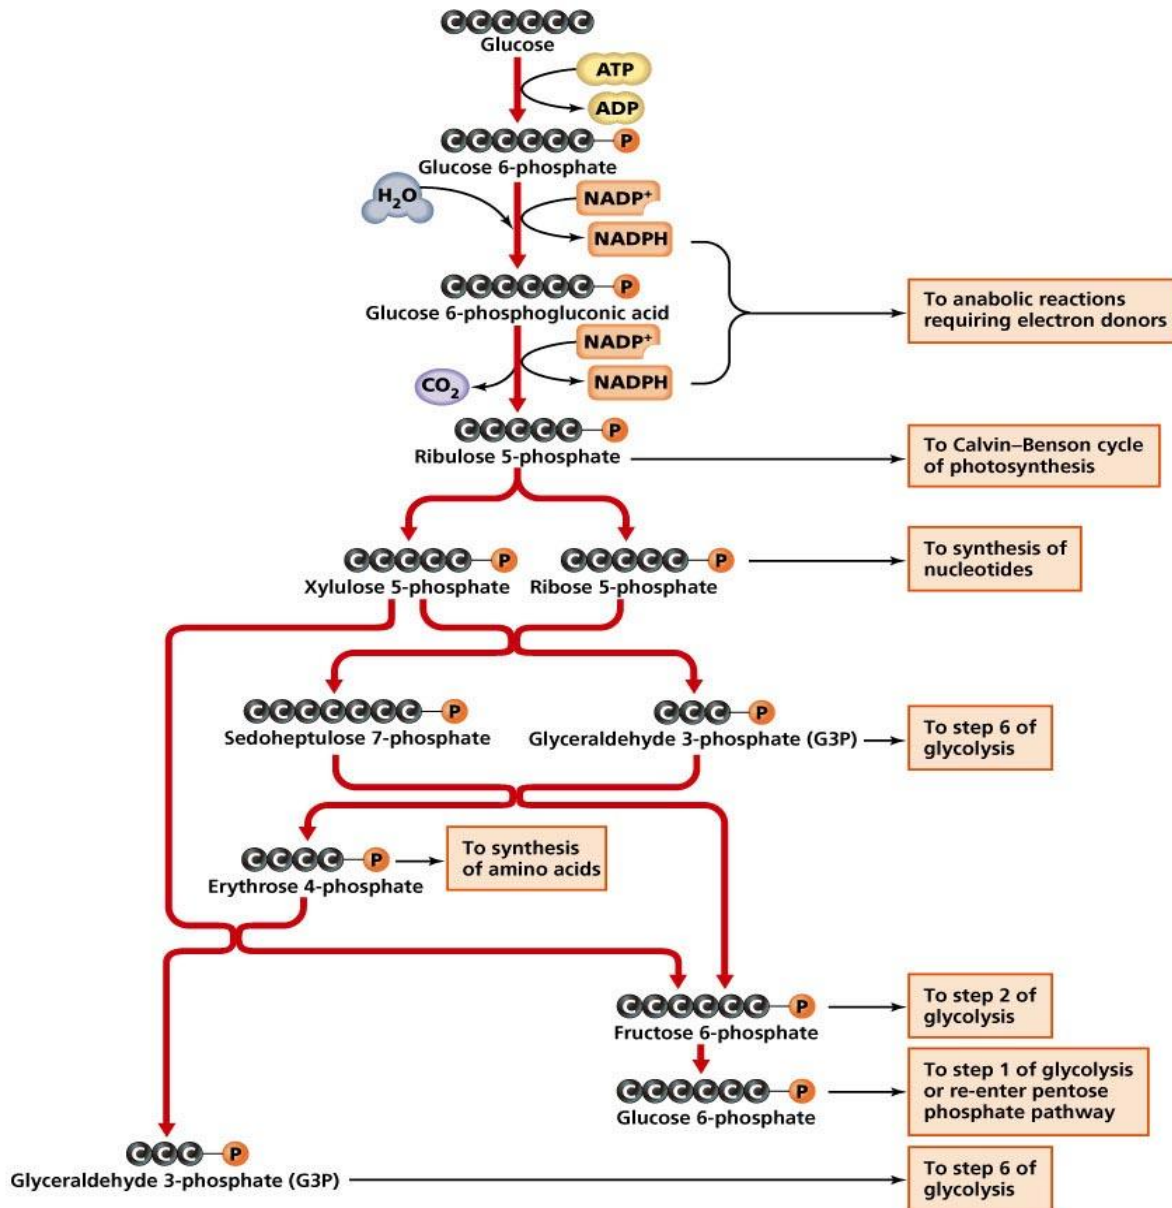 C C C C C C
Glucose
ATP
ADP
C C C C C C P
Glucose 6-phosphate
H2O
NADP+
NADPH
C C C C C C P
Glucose 6-phosphogluconic acid
To anabolic reactions
requiring electron donors
NADP+
CO2
NADPH
C C C C C P
Ribulose 5-phosphate
To Calvin–Benson cycle
of photosynthesis
C C C C C P
Xylulose 5-phosphate
C C C C C P
Ribose 5-phosphate
To synthesis of
nucleotides
C C C C C C C P
Sedoheptulose 7-phosphate
C C C P
Glyceraldehyde 3-phosphate (G3P)
To step 6 of
glycolysis
C C C C P
Erythrose 4-phosphate
To synthesis
of amino acids
C C C C C C P
Fructose 6-phosphate
To step 2 of
glycolysis
C C C C C C P
Glucose 6-phosphate
To step 1 of glycolysis
or re-enter pentose
phosphate pathway
C C C P
Glyceraldehyde 3-phosphate (G3P)
To step 6 of
glycolysis